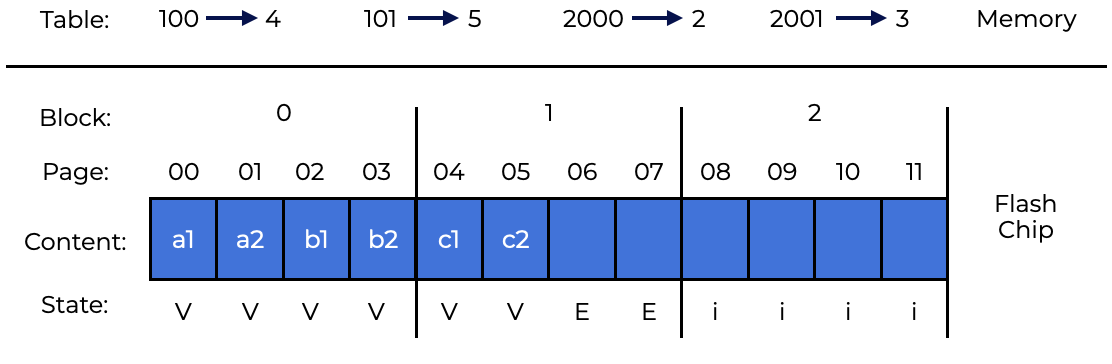 Table: 100 4 101 5 2000 2 2001 3 Memory
Block: 0 1 2
Page: 00 01 02 03 04 05 06 07 08 09 10 11
Content: a1 a2 b1 b2 c1 c2
State: V V V V V V E E i i i i
Flash
Chip